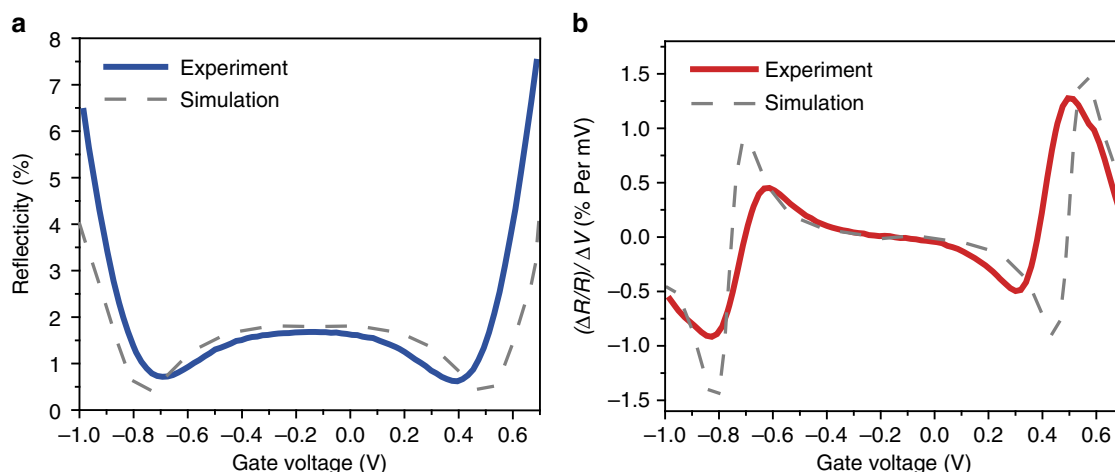 a
8
7
6
5
4
3
2
1
0
Reflecticity (%)
Experiment
Simulation
−1.0 −0.8 −0.6 −0.4 −0.2 0.0 0.2 0.4 0.6
Gate voltage (V)
b
1.5
1.0
0.5
0.0
−0.5
−1.0
−1.5
(ΔR/R)/ ΔV (% Per mV)
Experiment
Simulation
−1.0 −0.8 −0.6 −0.4 −0.2 0.0 0.2 0.4 0.6
Gate voltage (V)